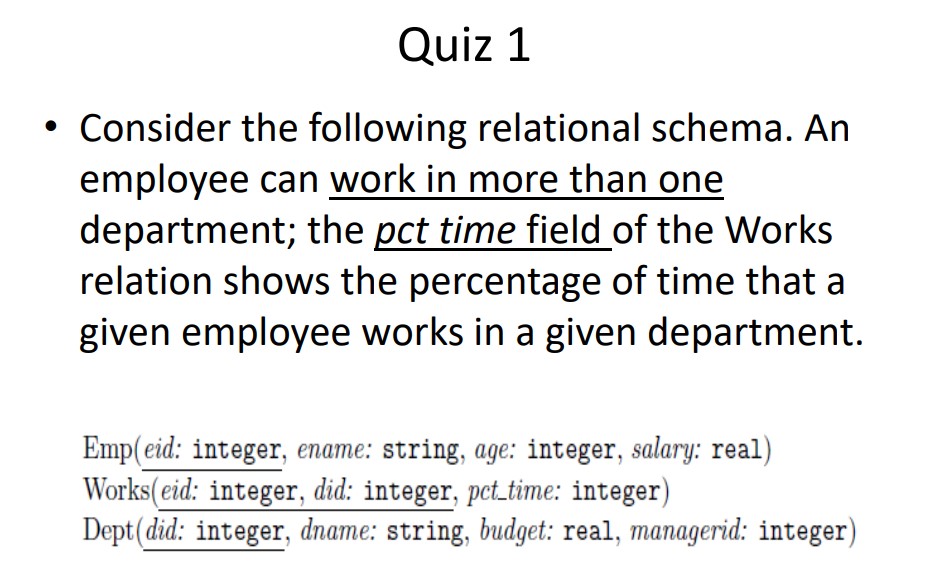 Quiz 1
• Consider the following relational schema. An
employee can work in more than one
department; the pct time field of the Works
relation shows the percentage of time that a
given employee works in a given department.
Emp(eid: integer, ename: string, age: integer, salary: real)
Works(eid: integer, did: integer, pct_time: integer)
Dept(did: integer, dname: string, budget: real, managerid: integer)